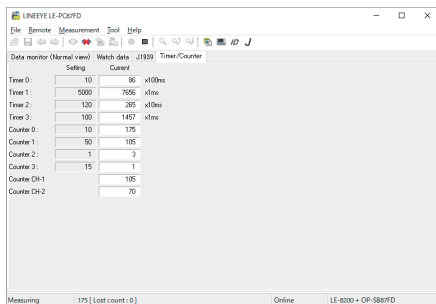 LINEEYE LE-PC87FD
File Remote Measurement Tool Help
ID J
Data monitor (Normal view) Watch data J1939 Timer/Counter
Setting Current
Timer 0 : 10 86 x100ms
Timer 1 : 5000 7656 x1ms
Timer 2 : 120 265 x10ms
Timer 3 : 100 1457 x1ms
Counter 0 : 10 175
Counter 1 : 50 105
Counter 2 : 1 3
Counter 3 : 15 1
Counter CH-1 105
Counter CH-2 70
Measuring 175 [ Lost count : 0 ] Online LE-8200 + OP-SB87FD